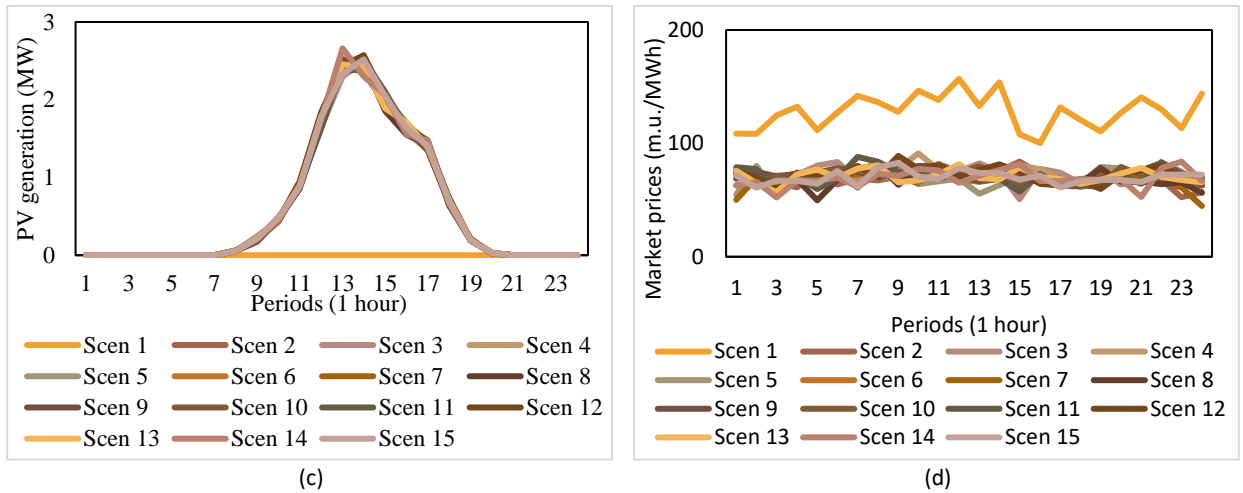 PV generation (MW)
3
2
1
0
1 3 5 7 9 11 13 15 17 19 21 23
Periods (1 hour)
Scen 1 Scen 2 Scen 3 Scen 4
Scen 5 Scen 6 Scen 7 Scen 8
Scen 9 Scen 10 Scen 11 Scen 12
Scen 13 Scen 14 Scen 15
(c)
Market prices (m.u./MWh)
200
100
0
1 3 5 7 9 11 13 15 17 19 21 23
Periods (1 hour)
Scen 1 Scen 2 Scen 3 Scen 4
Scen 5 Scen 6 Scen 7 Scen 8
Scen 9 Scen 10 Scen 11 Scen 12
Scen 13 Scen 14 Scen 15
(d)